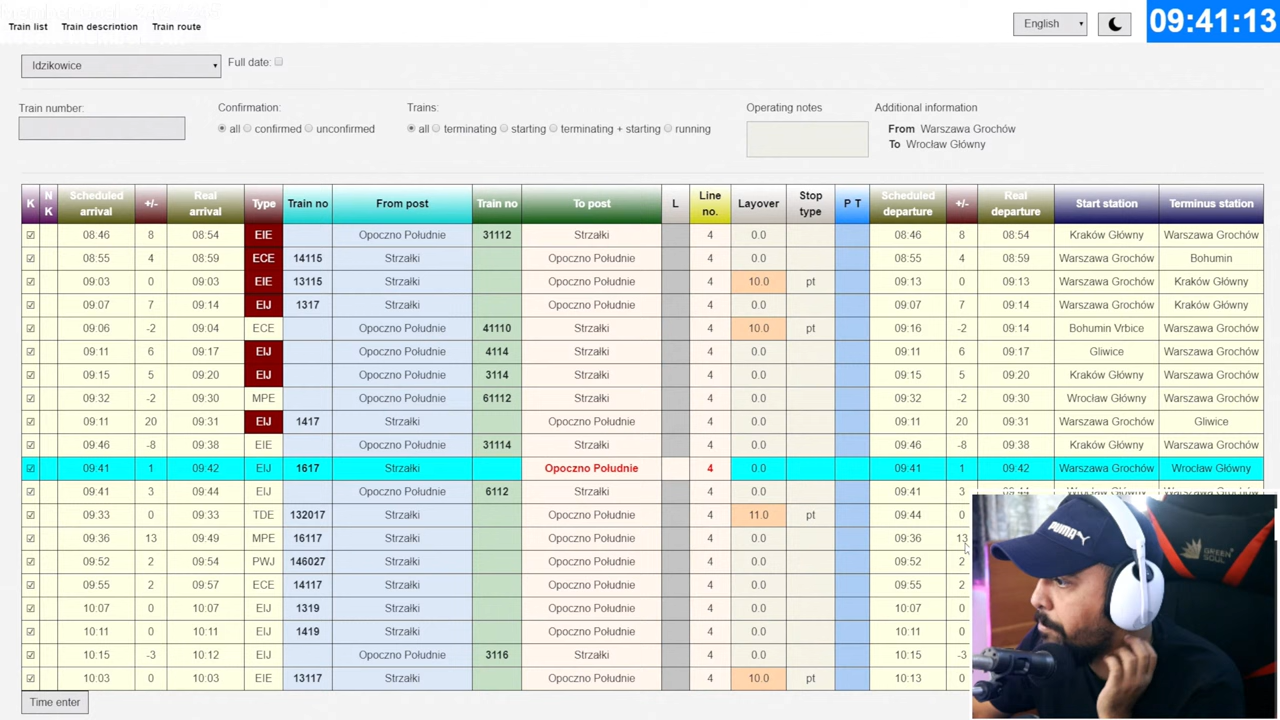 Train list Train description Train route English 09:41:13
Idzikowice Full date:
Train number: Confirmation: Trains: Operating notes Additional information
all confirmed unconfirmed all terminating starting terminating + starting running From Warszawa Grochów
To Wrocław Główny
K N K Scheduled arrival +/- Real arrival Type Train no From post Train no To post L Line no. Layover Stop type P T Scheduled departure +/- Real departure Start station Terminus station
08:46 8 08:54 EIE Opoczno Południe 31112 Strzałki 4 0.0 08:46 8 08:54 Kraków Główny Warszawa Grochów
08:55 4 08:59 ECE 14115 Strzałki Opoczno Południe 4 0.0 08:55 4 08:59 Warszawa Grochów Bohumin
09:03 0 09:03 EIE 13115 Strzałki Opoczno Południe 4 10.0 pt 09:13 0 09:13 Warszawa Grochów Kraków Główny
09:07 7 09:14 EIJ 1317 Strzałki Opoczno Południe 4 0.0 09:07 7 09:14 Warszawa Grochów Kraków Główny
09:06 -2 09:04 ECE Opoczno Południe 41110 Strzałki 4 10.0 pt 09:16 -2 09:14 Bohumin Vrbice Warszawa Grochów
09:11 6 09:17 EIJ Opoczno Południe 4114 Strzałki 4 0.0 09:11 6 09:17 Gliwice Warszawa Grochów
09:15 5 09:20 EIJ Opoczno Południe 3114 Strzałki 4 0.0 09:15 5 09:20 Kraków Główny Warszawa Grochów
09:32 -2 09:30 MPE Opoczno Południe 61112 Strzałki 4 0.0 09:32 -2 09:30 Wrocław Główny Warszawa Grochów
09:11 20 09:31 EIJ 1417 Strzałki Opoczno Południe 4 0.0 09:11 20 09:31 Warszawa Grochów Gliwice
09:46 -8 09:38 EIE Opoczno Południe 31114 Strzałki 4 0.0 09:46 -8 09:38 Kraków Główny Warszawa Grochów
09:41 1 09:42 EIJ 1617 Strzałki Opoczno Południe 4 0.0 09:41 1 09:42 Warszawa Grochów Wrocław Główny
09:41 3 09:44 EIJ Opoczno Południe 6112 Strzałki 4 0.0 09:41 3 09:44 Wrocław Główny Warszawa Grochów
09:33 0 09:33 TDE 132017 Strzałki Opoczno Południe 4 11.0 pt 09:44 0
09:36 13 09:49 MPE 16117 Strzałki Opoczno Południe 4 0.0 09:36 13
09:52 2 09:54 PWJ 146027 Strzałki Opoczno Południe 4 0.0 09:52 2
09:55 2 09:57 ECE 14117 Strzałki Opoczno Południe 4 0.0 09:55 2
10:07 0 10:07 EIJ 1319 Strzałki Opoczno Południe 4 0.0 10:07 0
10:11 0 10:11 EIJ 1419 Strzałki Opoczno Południe 4 0.0 10:11 0
10:15 -3 10:12 EIJ Opoczno Południe 3116 Strzałki 4 0.0 10:15 -3
10:03 0 10:03 EIE 13117 Strzałki Opoczno Południe 4 10.0 pt 10:13 0
Time enter
PUMA
GREEN
SOUL